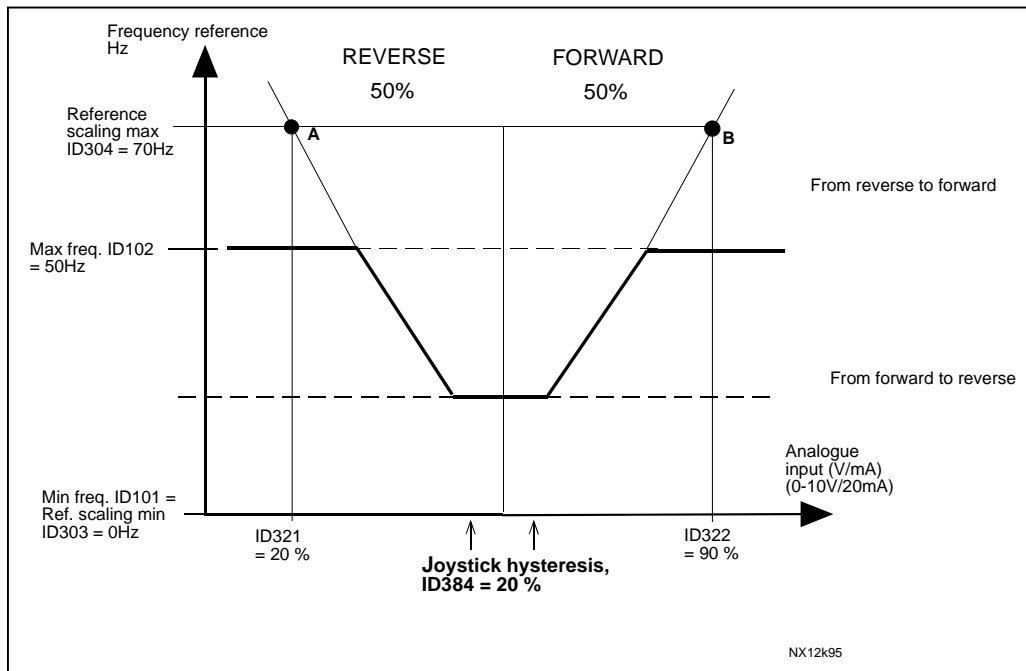 Frequency reference
Hz
REVERSE
50%
FORWARD
50%
Reference
scaling max
ID304 = 70Hz
A
B
From reverse to forward
Max freq. ID102
= 50Hz
From forward to reverse
Analogue
input (V/mA)
(0-10V/20mA)
Min freq. ID101 =
Ref. scaling min
ID303 = 0Hz
ID321
= 20 %
ID322
= 90 %
Joystick hysteresis,
ID384 = 20 %
NX12k95